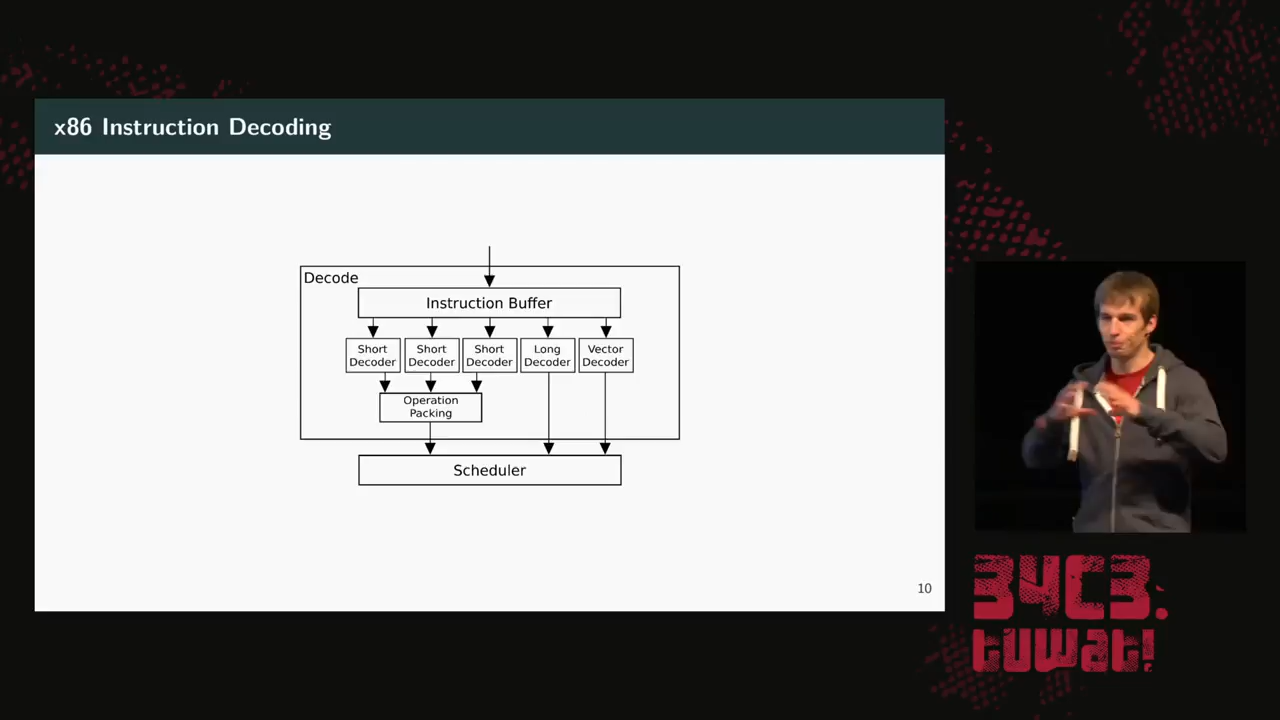 x86 Instruction Decoding
Decode
Instruction Buffer
Short
Decoder
Short
Decoder
Short
Decoder
Long
Decoder
Vector
Decoder
Operation
Packing
Scheduler
10
34C3.
tuwat!